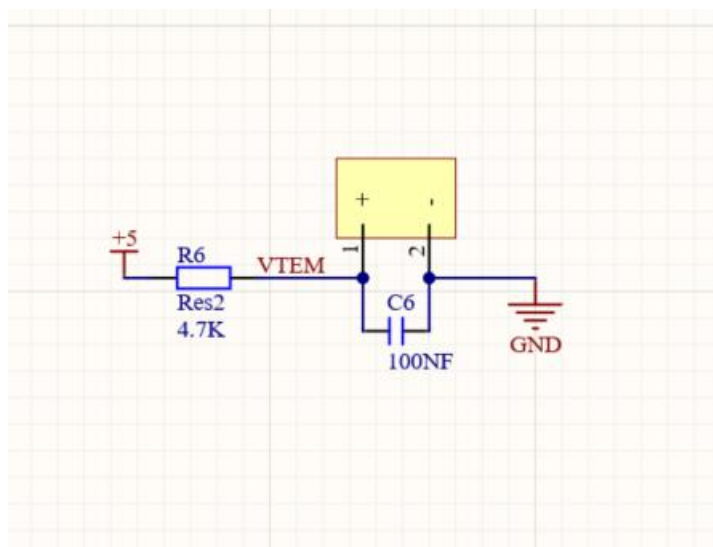 + -
1 2
+5
R6
VTEM
Res2
4.7K
C6
100NF
GND